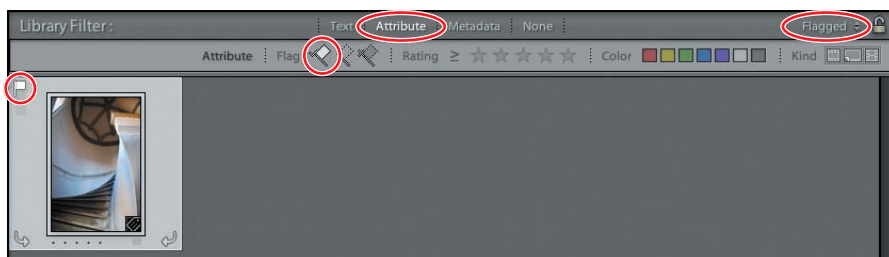 Library Filter : Text Attribute Metadata None Flagged
Attribute Flag Rating ≥ Color Kind